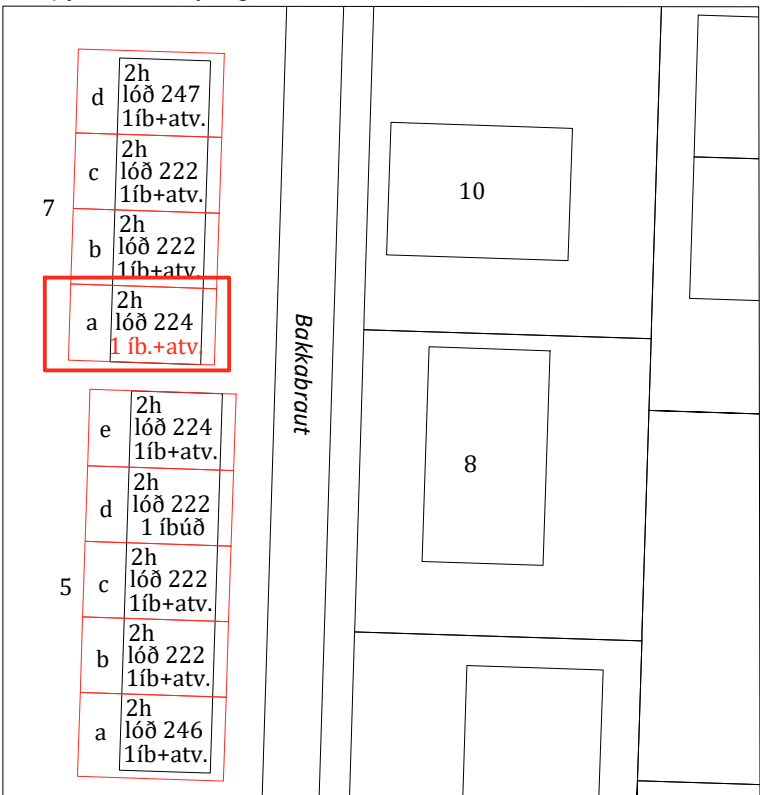 d
2h
lóð 247
1íb+atv.
c
2h
lóð 222
1íb+atv.
7
b
2h
lóð 222
1íb+atv.
a
2h
lóð 224
1 íb.+atv.
e
2h
lóð 224
1íb+atv.
d
2h
lóð 222
1 íbúð
5
c
2h
lóð 222
1íb+atv.
b
2h
lóð 222
1íb+atv.
a
2h
lóð 246
1íb+atv.
Bakkabraut
10
8